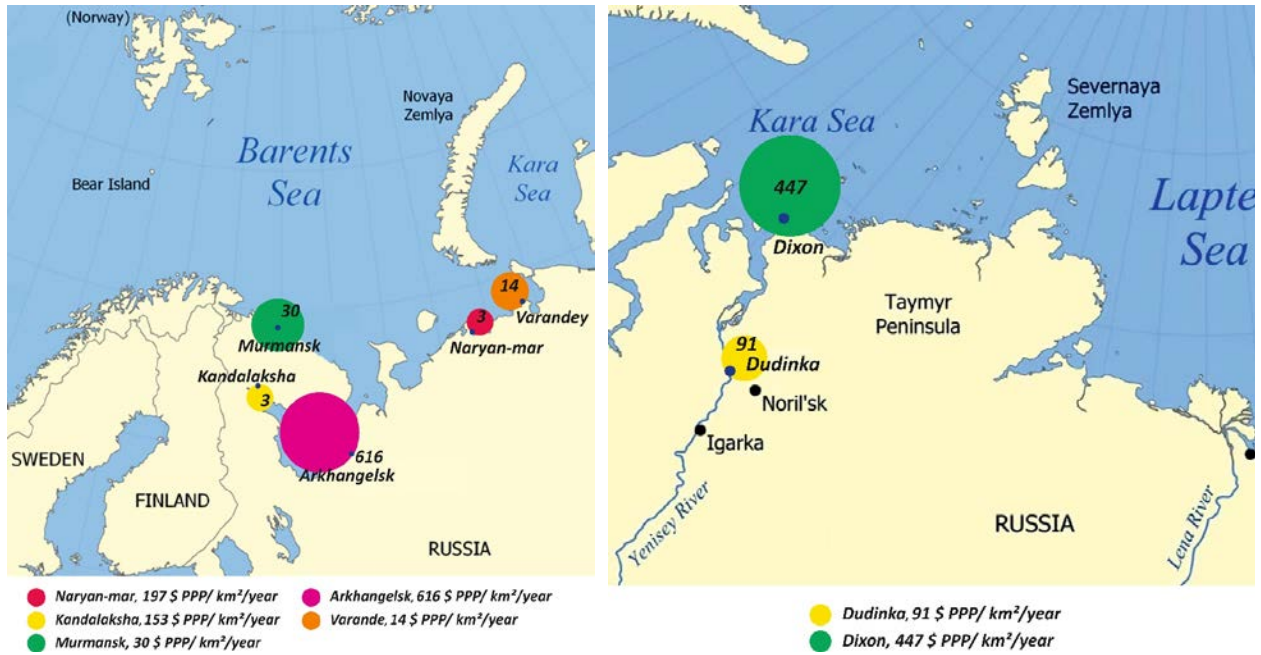 (Norway)
Novaya
Zemlya
Barents
Sea
Kara
Sea
Bear Island
14
Varandey
3
Naryan-mar
30
Murmansk
Kandalaksha
3
616
Arkhangelsk
SWEDEN
FINLAND
RUSSIA
Naryan-mar, 197 $ PPP/ km²/year
Kandalaksha, 153 $ PPP/ km²/year
Murmansk, 30 $ PPP/ km²/year
Arkhangelsk, 616 $ PPP/ km²/year
Varande, 14 $ PPP/ km²/year
Severnaya
Zemlya
Kara Sea
447
Dixon
Lapte
Sea
Taymyr
Peninsula
91
Dudinka
Noril'sk
Igarka
Yenisey River
RUSSIA
Lena River
Dudinka, 91 $ PPP/ km²/year
Dixon, 447 $ PPP/ km²/year